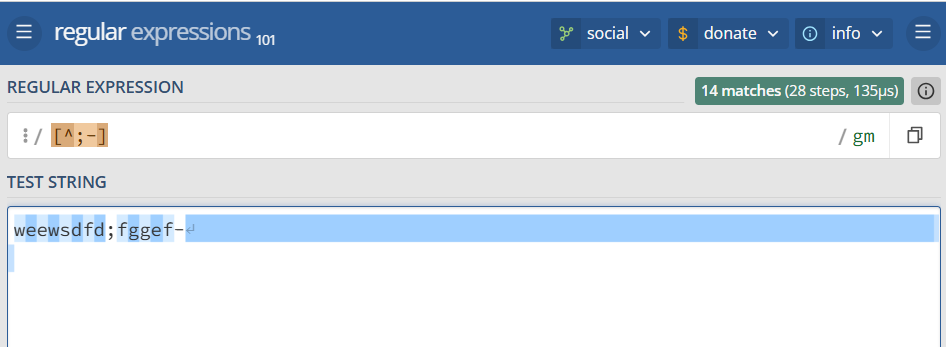 regular expressions 101 social donate info
REGULAR EXPRESSION 14 matches (28 steps, 135µs)
/ [^;-] / gm
TEST STRING
weewsdfd;fggef-↵